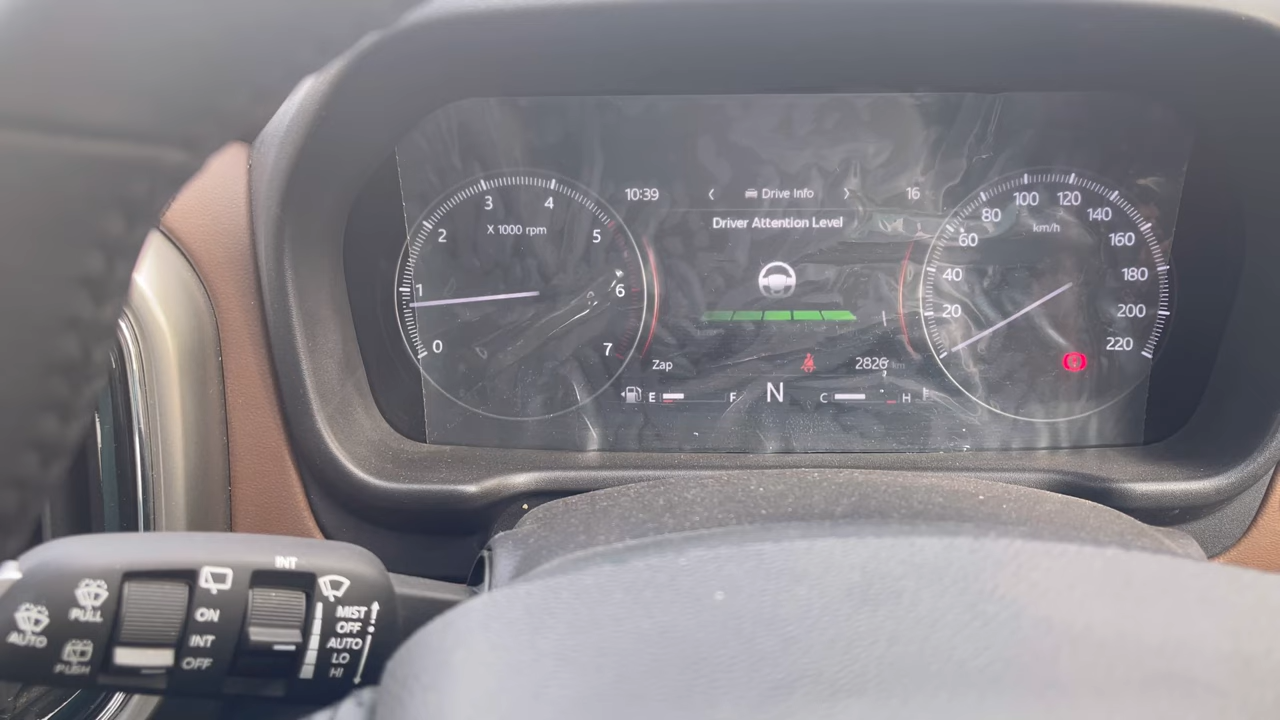 10:39
Drive Info
16
Driver Attention Level
X 1000 rpm
0
1
2
3
4
5
6
7
km/h
20
40
60
80
100
120
140
160
180
200
220
Zap
2826 km
E F
N
C H
INT
PULL
ON
MIST
OFF
AUTO
INT
AUTO
PUSH
OFF
LO
HI